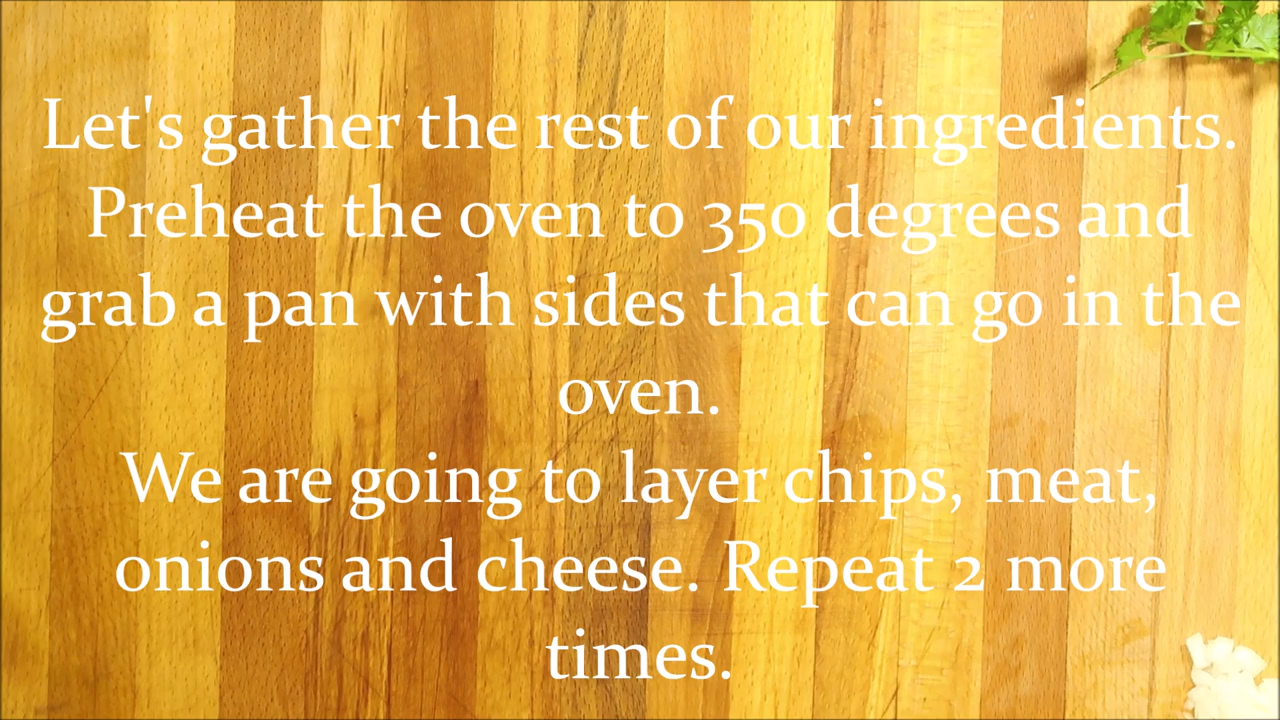 Let's gather the rest of our ingredients.
Preheat the oven to 350 degrees and
grab a pan with sides that can go in the
oven.
We are going to layer chips, meat,
onions and cheese. Repeat 2 more
times.